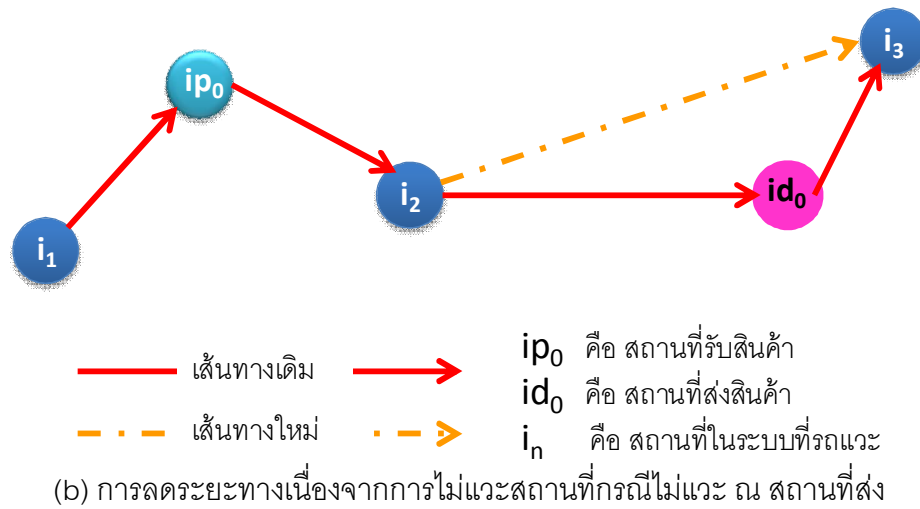 i₃
ip₀
i₂
id₀
i₁
เส้นทางเดิม
เส้นทางใหม่
ip₀ คือ สถานที่รับสินค้า
id₀ คือ สถานที่ส่งสินค้า
iₙ คือ สถานที่ในระบบที่รถแวะ
(b) การลดระยะทางเนื่องจากการไม่แวะสถานที่กรณีไม่แวะ ณ สถานที่ส่ง